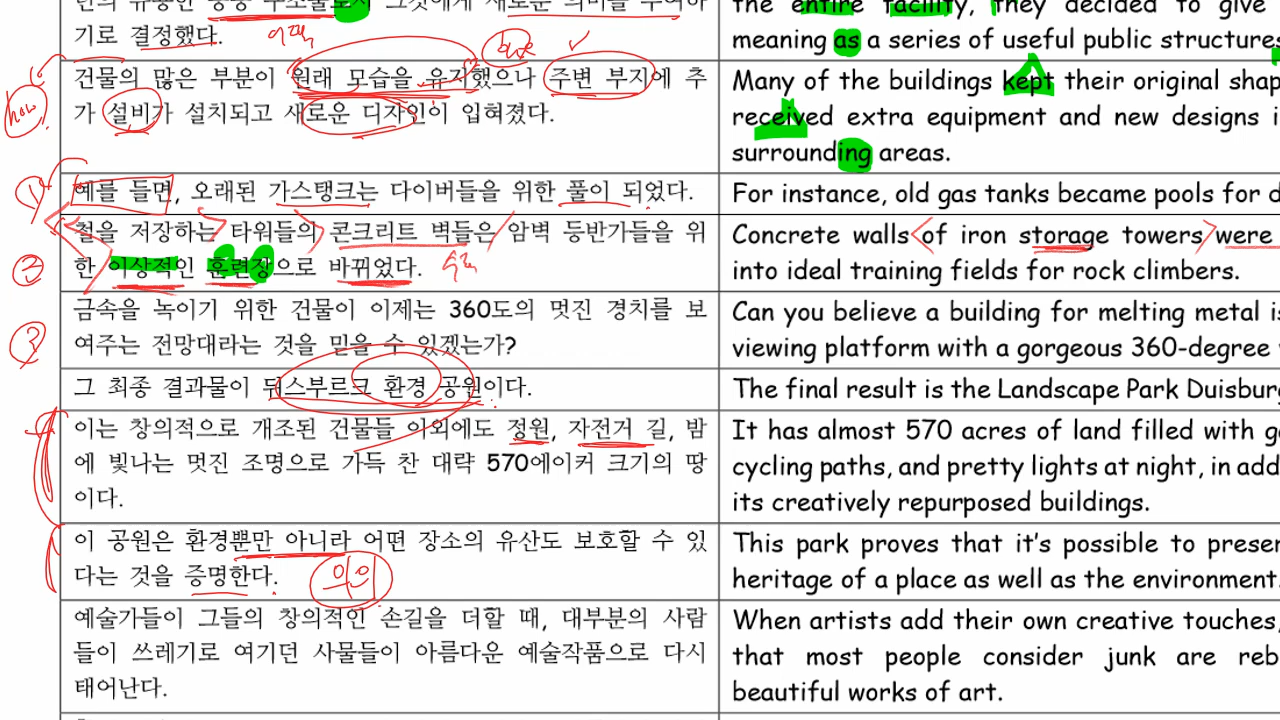 기로 결정했다.
the entire facility, they decided to give
meaning as a series of useful public structures
건물의 많은 부분이 원래 모습을 유지했으나 주변 부지에 추
가 설비가 설치되고 새로운 디자인이 입혀졌다.
how
Many of the buildings kept their original shap
received extra equipment and new designs i
surrounding areas.
①
예를 들면, 오래된 가스탱크는 다이버들을 위한 풀이 되었다.
For instance, old gas tanks became pools for d
②
철을 저장하는 타워들의 콘크리트 벽들은 암벽 등반가들을 위
한 이상적인 훈련장으로 바뀌었다.
Concrete walls of iron storage towers were
into ideal training fields for rock climbers.
③
금속을 녹이기 위한 건물이 이제는 360도의 멋진 경치를 보
여주는 전망대라는 것을 믿을 수 있겠는가?
Can you believe a building for melting metal is
viewing platform with a gorgeous 360-degree
그 최종 결과물이 뒤스부르크 환경 공원이다.
The final result is the Landscape Park Duisburg
이는 창의적으로 개조된 건물들 이외에도 정원, 자전거 길, 밤
에 빛나는 멋진 조명으로 가득 찬 대략 570에이커 크기의 땅
이다.
It has almost 570 acres of land filled with ga
cycling paths, and pretty lights at night, in add
its creatively repurposed buildings.
이 공원은 환경뿐만 아니라 어떤 장소의 유산도 보호할 수 있
다는 것을 증명한다.
의의
This park proves that it's possible to preser
heritage of a place as well as the environment.
예술가들이 그들의 창의적인 손길을 더할 때, 대부분의 사람
들이 쓰레기로 여기던 사물들이 아름다운 예술작품으로 다시
태어난다.
When artists add their own creative touches,
that most people consider junk are reb
beautiful works of art.